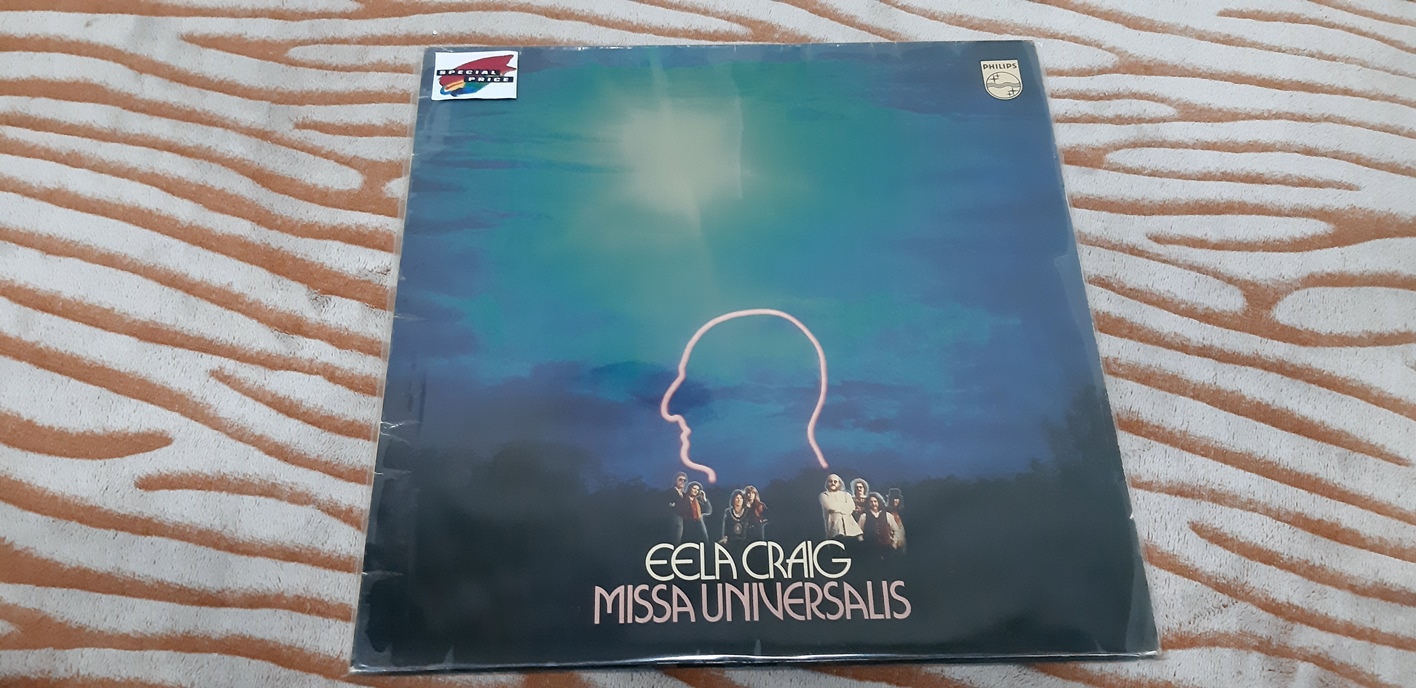 SPECIAL
PRICE
PHILIPS
EELA CRAIG
MISSA UNIVERSALIS